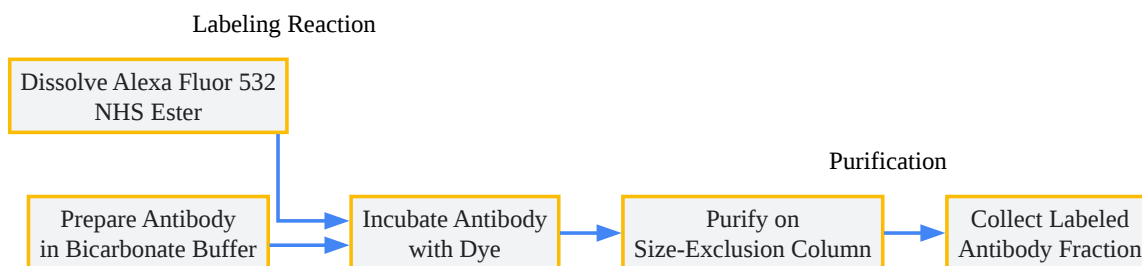 Labeling Reaction
Dissolve Alexa Fluor 532
NHS Ester
Purification
Prepare Antibody
in Bicarbonate Buffer
Incubate Antibody
with Dye
Purify on
Size-Exclusion Column
Collect Labeled
Antibody Fraction